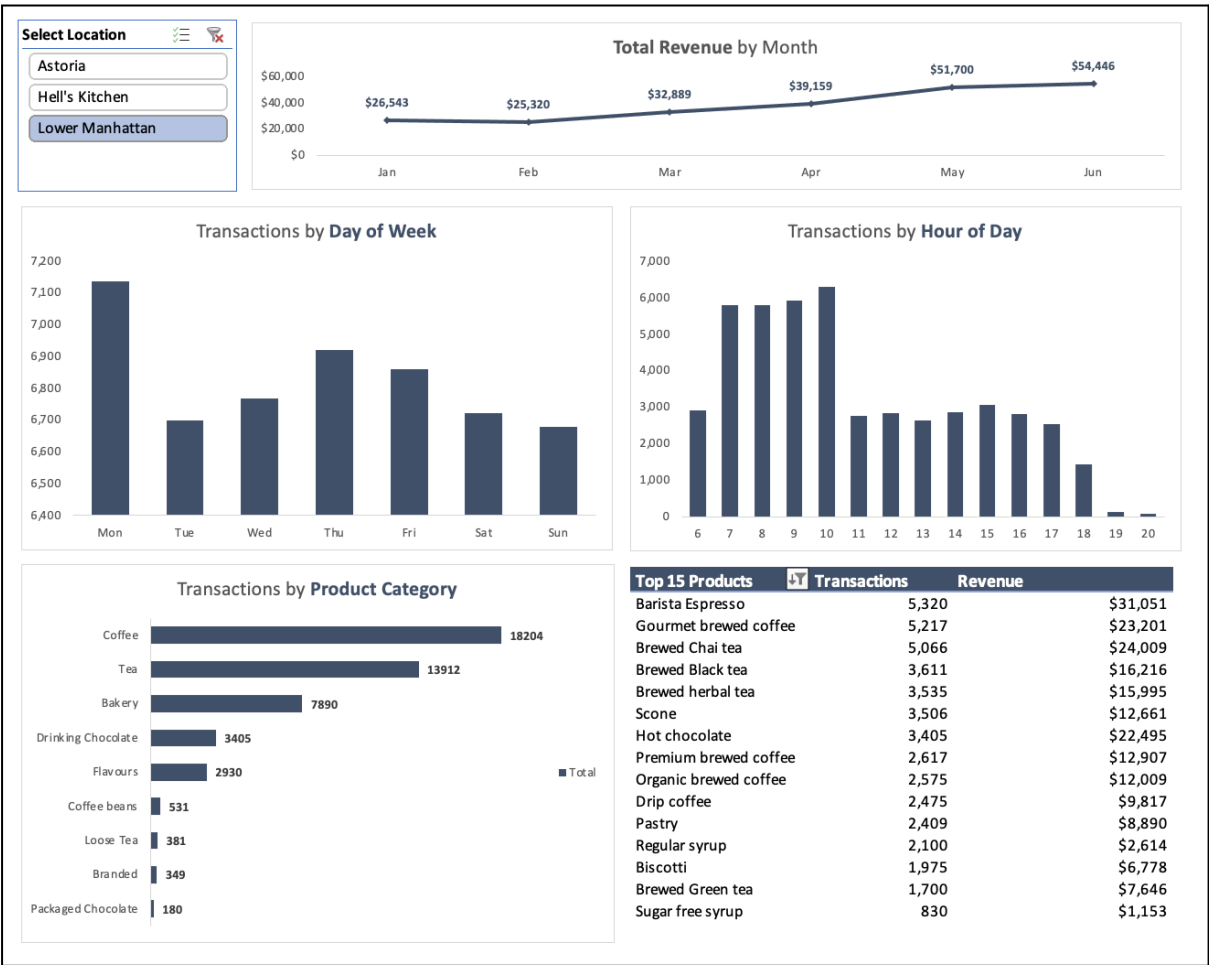 Select Location
Astoria
Hell's Kitchen
Lower Manhattan
Total Revenue by Month
$60,000
$40,000
$20,000
$0
$26,543
$25,320
$32,889
$39,159
$51,700
$54,446
Jan Feb Mar Apr May Jun
Transactions by Day of Week
7,200
7,100
7,000
6,900
6,800
6,700
6,600
6,500
6,400
Mon Tue Wed Thu Fri Sat Sun
Transactions by Hour of Day
7,000
6,000
5,000
4,000
3,000
2,000
1,000
0
6 7 8 9 10 11 12 13 14 15 16 17 18 19 20
Transactions by Product Category
Coffee 18204
Tea 13912
Bakery 7890
Drinking Chocolate 3405
Flavours 2930
Total
Coffee beans 531
Loose Tea 381
Branded 349
Packaged Chocolate 180
Top 15 Products Transactions Revenue
Barista Espresso 5,320 $31,051
Gourmet brewed coffee 5,217 $23,201
Brewed Chai tea 5,066 $24,009
Brewed Black tea 3,611 $16,216
Brewed herbal tea 3,535 $15,995
Scone 3,506 $12,661
Hot chocolate 3,405 $22,495
Premium brewed coffee 2,617 $12,907
Organic brewed coffee 2,575 $12,009
Drip coffee 2,475 $9,817
Pastry 2,409 $8,890
Regular syrup 2,100 $2,614
Biscotti 1,975 $6,778
Brewed Green tea 1,700 $7,646
Sugar free syrup 830 $1,153